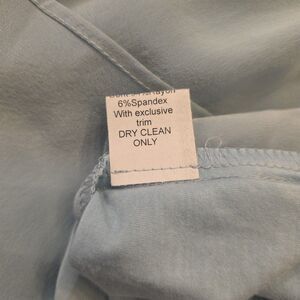 6%Spandex
With exclusive
trim
DRY CLEAN
ONLY